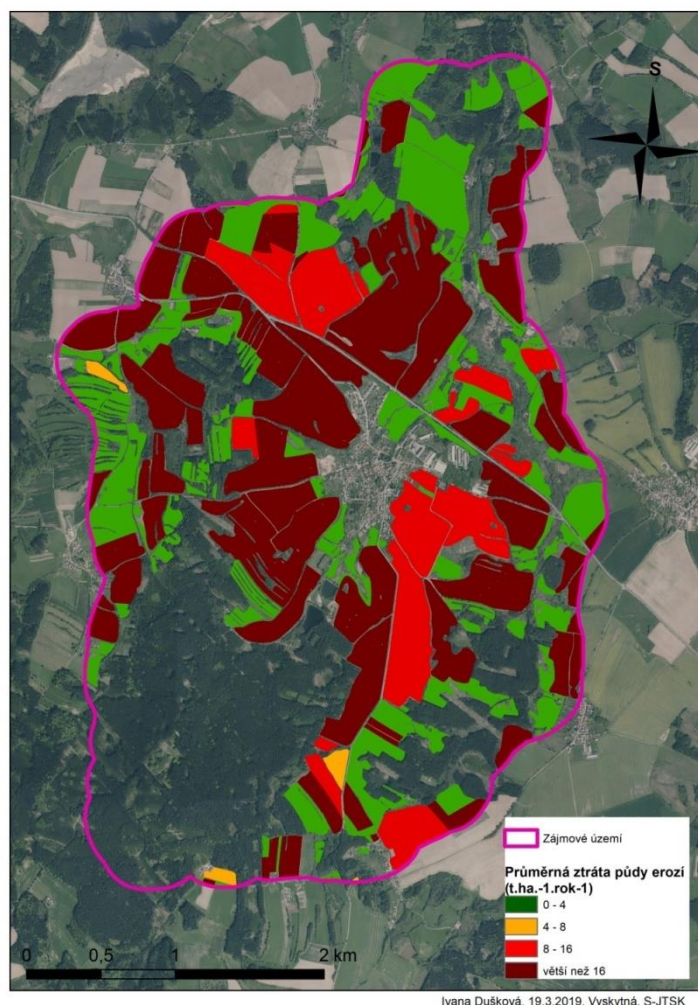 S
Zájmové území
Průměrná ztráta půdy erozí
(t.ha.-1.rok-1)
0 - 4
4 - 8
8 - 16
větší než 16
0 0,5 1 2 km
Ivana Dušková, 19.3.2019, Vyskytná, S-JTSK